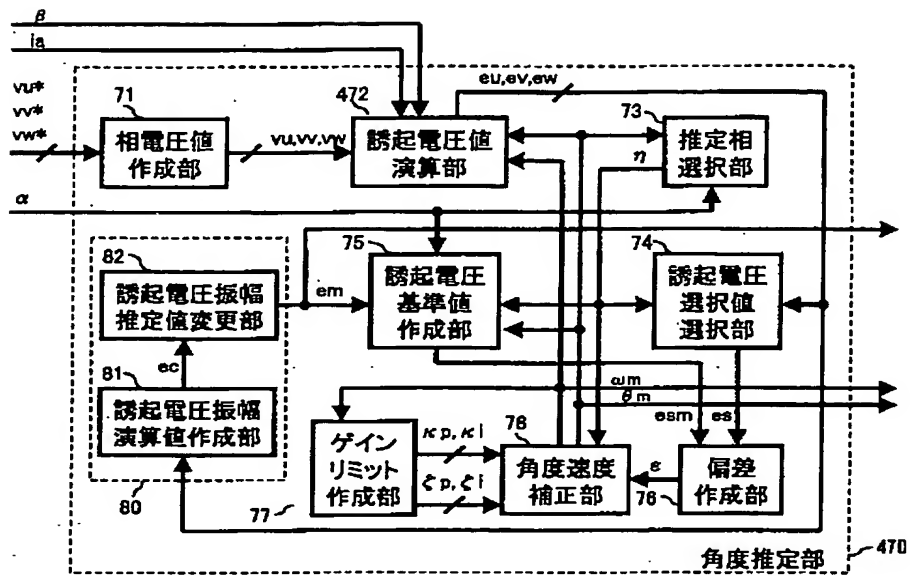 β
ia
vu*
vv*
vw*
71
相電圧値
作成部
vu,vv,vw
472
誘起電圧値
演算部
eu,ev,ew
73
推定相
選択部
η
α
82
誘起電圧振幅
推定値変更部
em
ec
81
誘起電圧振幅
演算値作成部
80
75
誘起電圧
基準値
作成部
74
誘起電圧
選択値
選択部
ωm
θm
esm
es
ゲイン
リミット
作成部
77
κp,κi
ζp,ζi
78
角度速度
補正部
ε
76
偏差
作成部
角度推定部
470